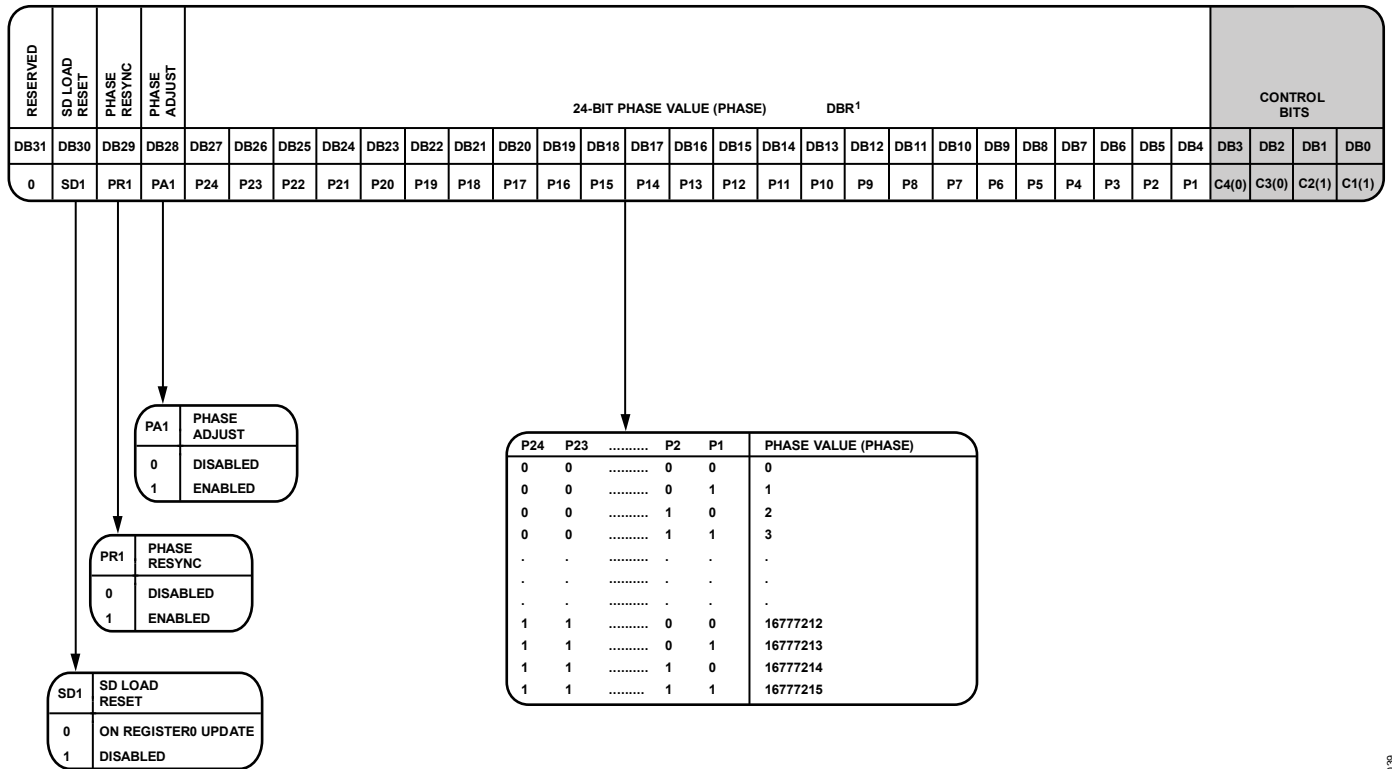 RESERVED
SD LOAD
RESET
PHASE
RESYNC
PHASE
ADJUST
24-BIT PHASE VALUE (PHASE) DBR1
CONTROL
BITS
DB31 DB30 DB29 DB28 DB27 DB26 DB25 DB24 DB23 DB22 DB21 DB20 DB19 DB18 DB17 DB16 DB15 DB14 DB13 DB12 DB11 DB10 DB9 DB8 DB7 DB6 DB5 DB4 DB3 DB2 DB1 DB0
0 SD1 PR1 PA1 P24 P23 P22 P21 P20 P19 P18 P17 P16 P15 P14 P13 P12 P11 P10 P9 P8 P7 P6 P5 P4 P3 P2 P1 C4(0) C3(0) C2(1) C1(1)
PA1 PHASE
ADJUST
0 DISABLED
1 ENABLED
PR1 PHASE
RESYNC
0 DISABLED
1 ENABLED
SD1 SD LOAD
RESET
0 ON REGISTER0 UPDATE
1 DISABLED
P24 P23 .......... P2 P1 PHASE VALUE (PHASE)
0 0 .......... 0 0 0
0 0 .......... 0 1 1
0 0 .......... 1 0 2
0 0 .......... 1 1 3
. . .......... . . .
. . .......... . . .
. . .......... . . .
1 1 .......... 0 0 16777212
1 1 .......... 0 1 16777213
1 1 .......... 1 0 16777214
1 1 ......... 1 1 16777215